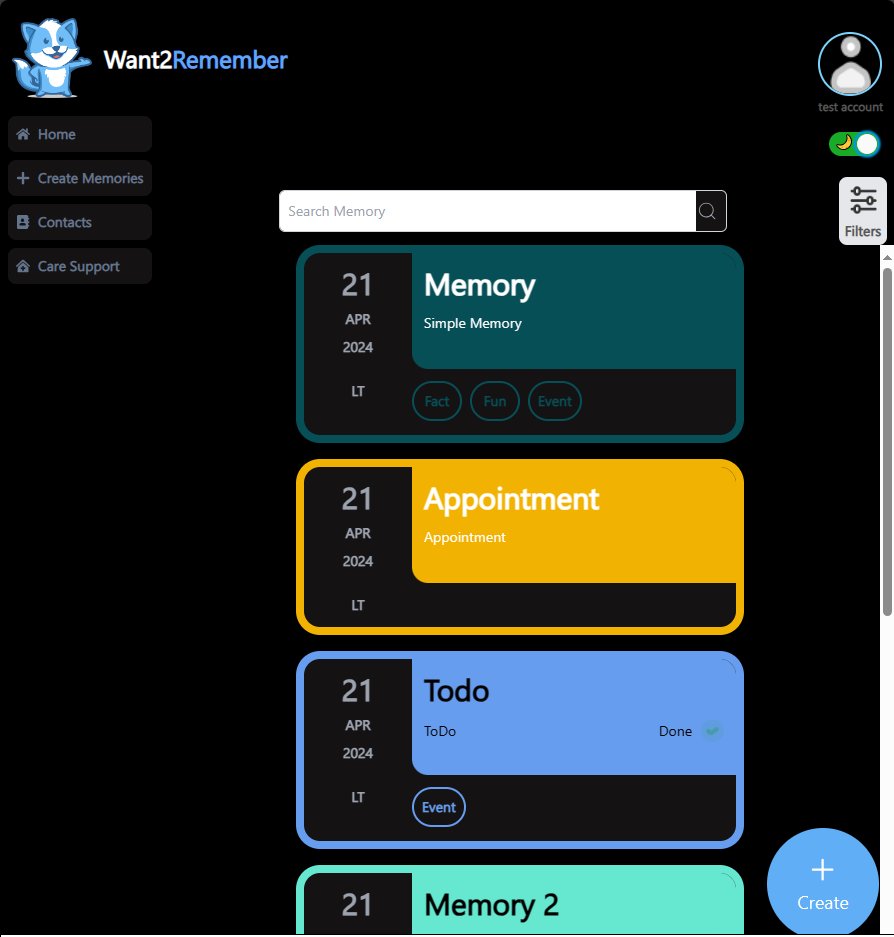 Want2Remember
test account
Home
Create Memories
Contacts
Care Support
Search Memory
Filters
21
APR
2024
LT
Memory
Simple Memory
Fact Fun Event
21
APR
2024
LT
Appointment
Appointment
21
APR
2024
LT
Todo
ToDo Done
Event
21
Memory 2
Create